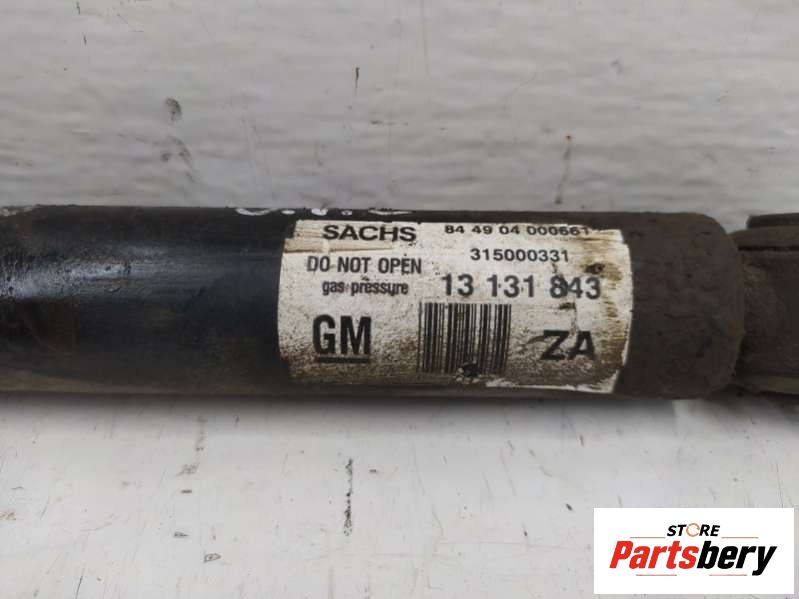 SACHS 84 49 04 000661
DO NOT OPEN 315000331
gas pressure 13 131 843
GM ZA
STORE
Partsbery